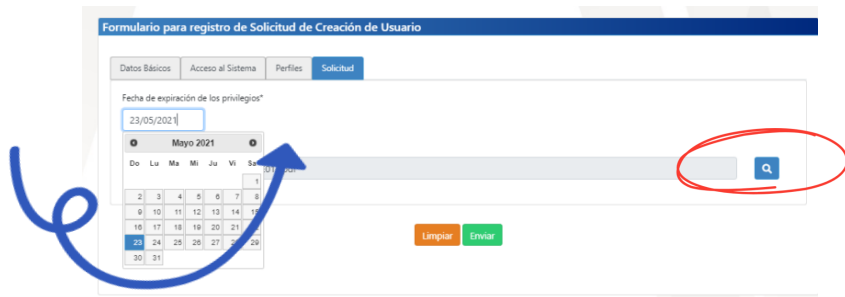 Formulario para registro de Solicitud de Creación de Usuario
Datos Básicos Acceso al Sistema Perfiles Solicitud
Fecha de expiración de los privilegios*
23/05/2021
Mayo 2021
Do Lu Ma Mi Ju Vi Sa
1
2 3 4 5 6 7 8
9 10 11 12 13 14 15
16 17 18 19 20 21
23 24 25 26 27 28 29
30 31
Limpiar Enviar